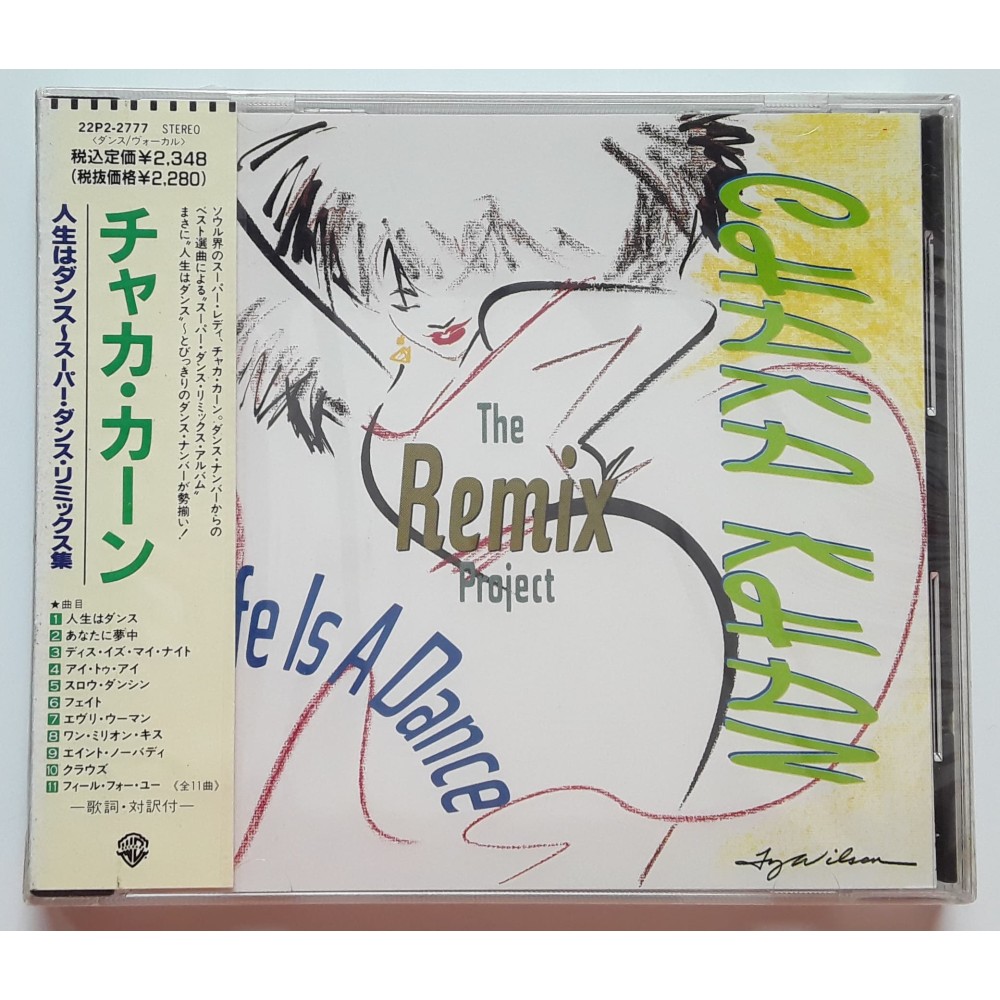 22P2-2777 STEREO
〈ダンス/ヴォーカル〉
税込定価¥2,348
(税抜価格¥2,280)
ソウル界のスーパー・レディ、チャカ・カーン。ダンス・ナンバーからの
ベスト選曲による“スーパー・ダンス・リミックス・アルバム”
まさに“人生はダンス”〜とびっきりのダンス・ナンバーが勢揃い!
チャカ・カーン
人生はダンス〜スーパー・ダンス・リミックス集
★曲目
1 人生はダンス
2 あなたに夢中
3 ディス・イズ・マイ・ナイト
4 アイ・トゥ・アイ
5 スロウ・ダンシン
6 フェイト
7 エヴリ・ウーマン
8 ワン・ミリオン・キス
9 エイント・ノーバディ
10 クラウズ
11 フィール・フォー・ユー 《全11曲》
—歌詞・対訳付—
CHAKA KHAN
The
Remix
Project
fe Is A Dance
Ty Wilson